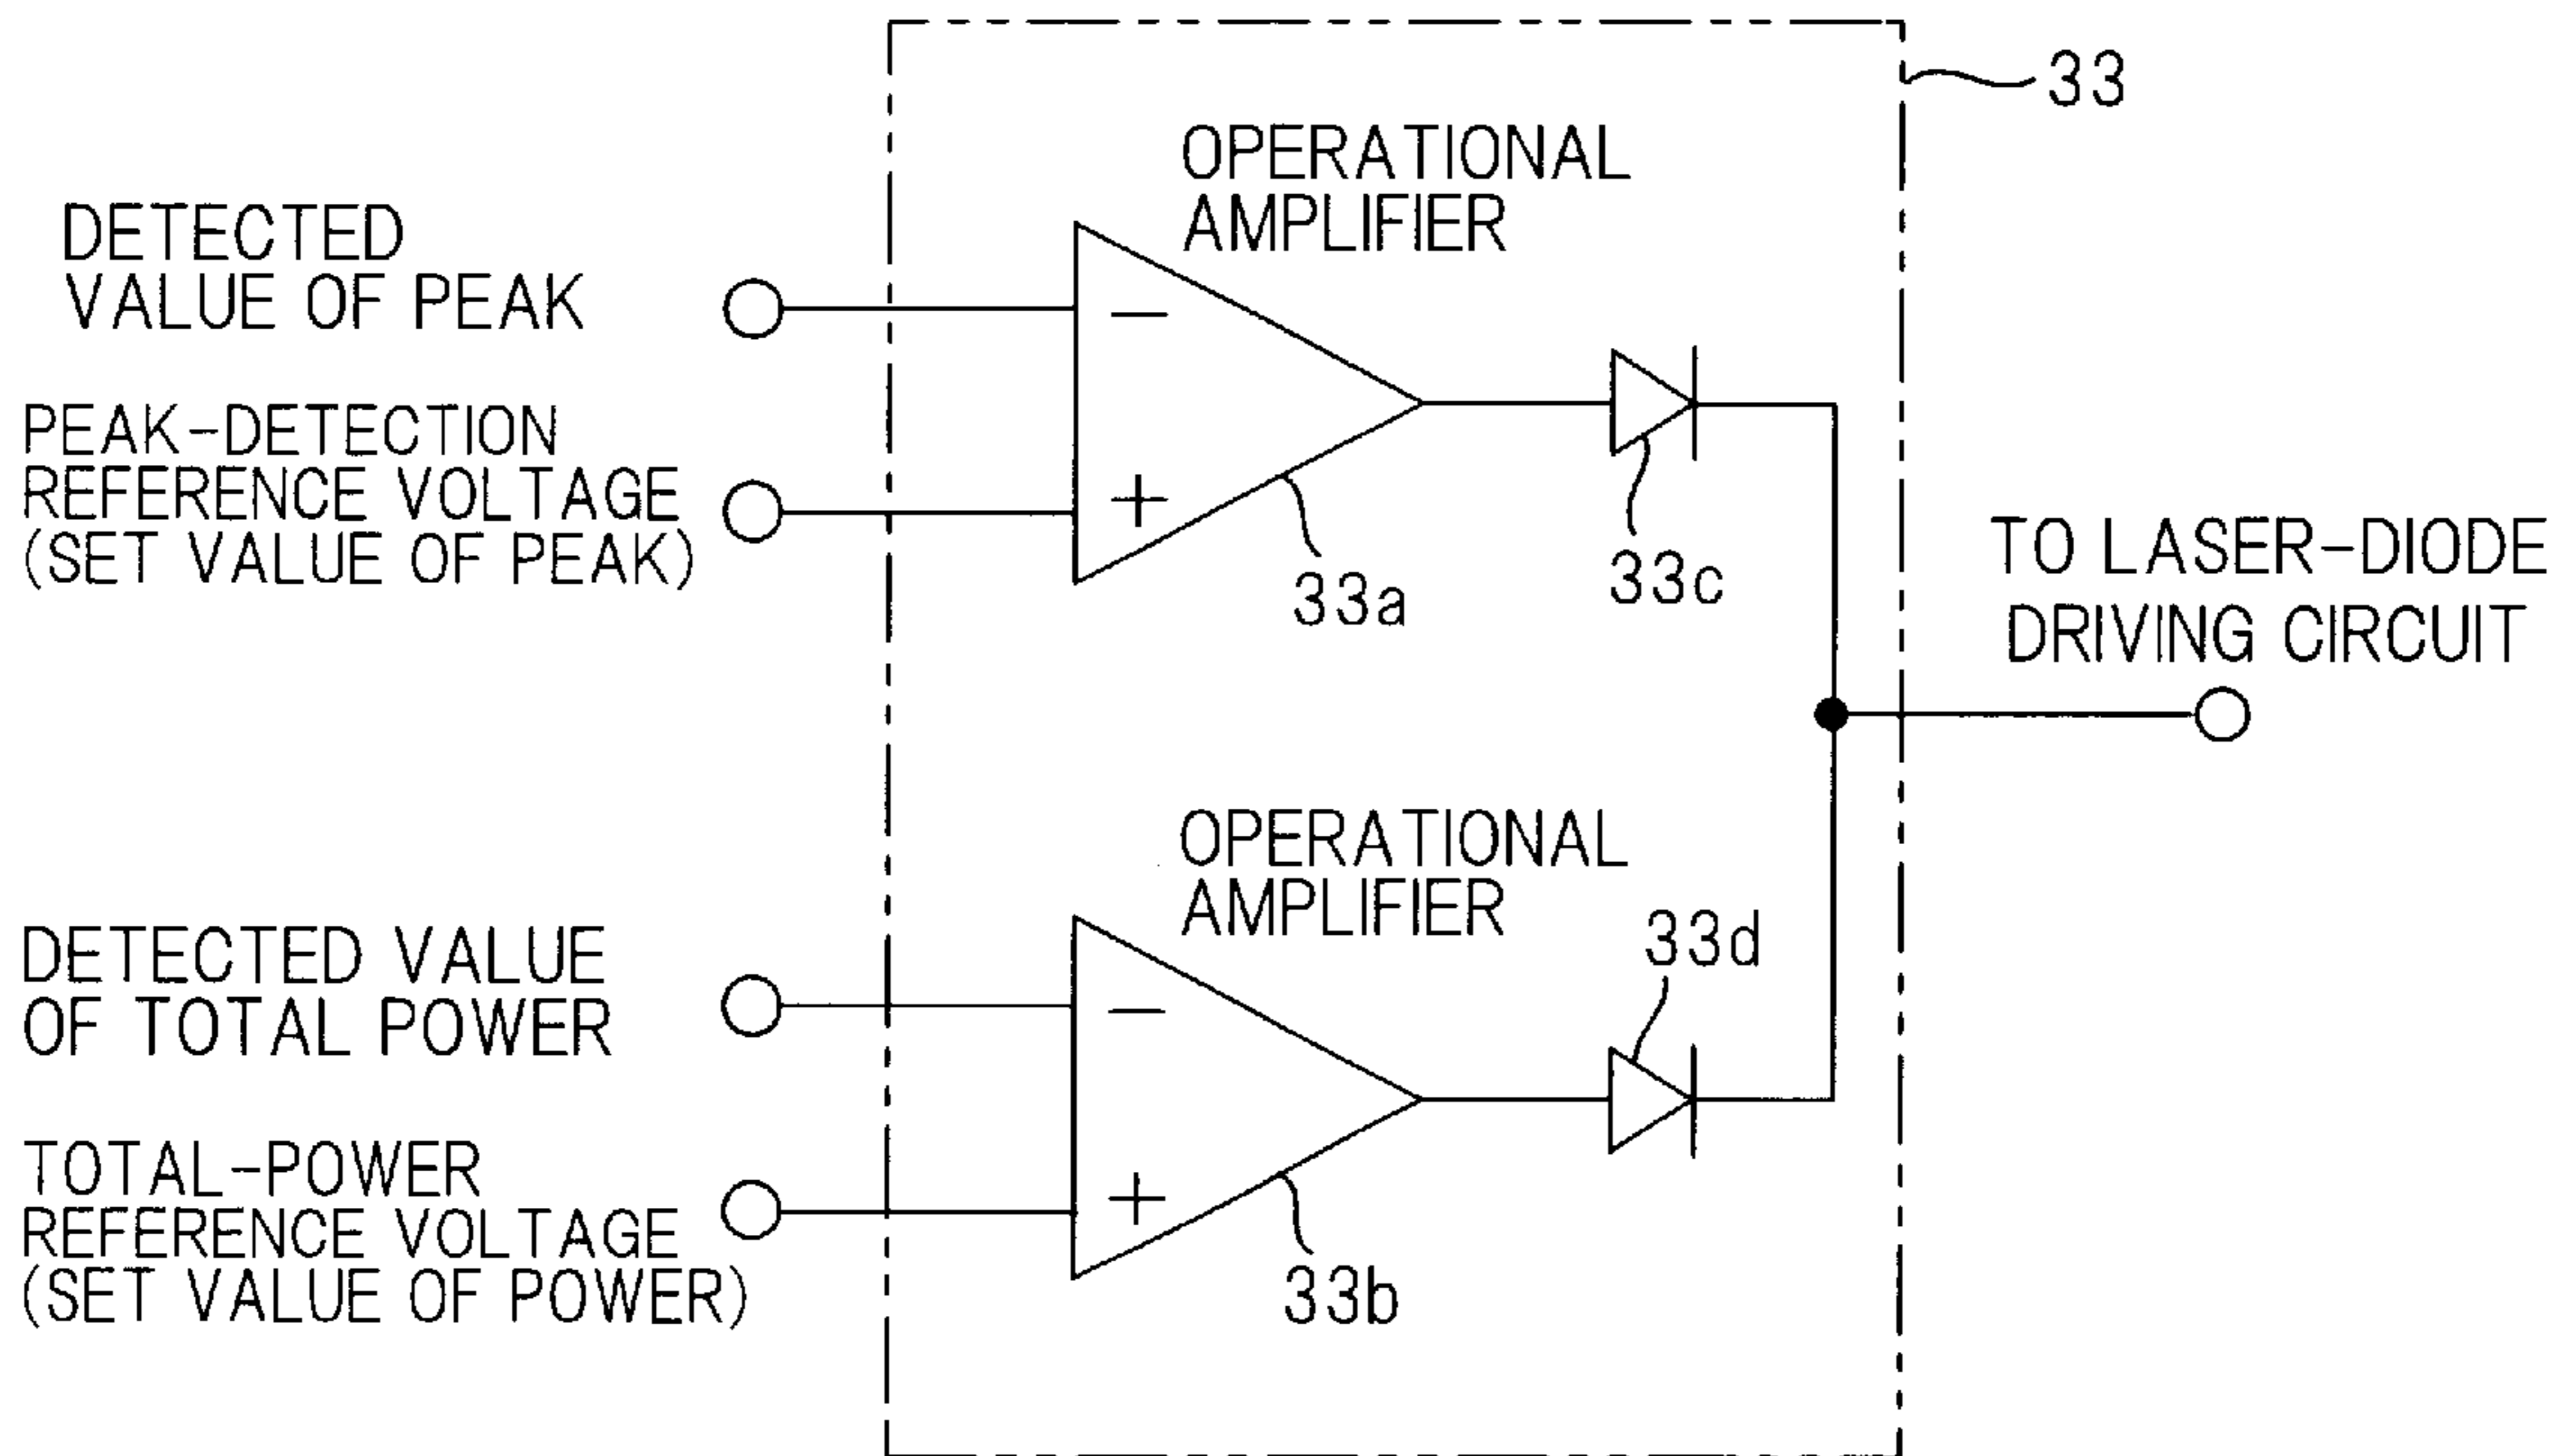 33
OPERATIONAL
AMPLIFIER
DETECTED
VALUE OF PEAK
−
PEAK-DETECTION
REFERENCE VOLTAGE
(SET VALUE OF PEAK)
+
33a
33c
TO LASER-DIODE
DRIVING CIRCUIT
OPERATIONAL
AMPLIFIER
33d
DETECTED VALUE
OF TOTAL POWER
−
TOTAL-POWER
REFERENCE VOLTAGE
(SET VALUE OF POWER)
+
33b